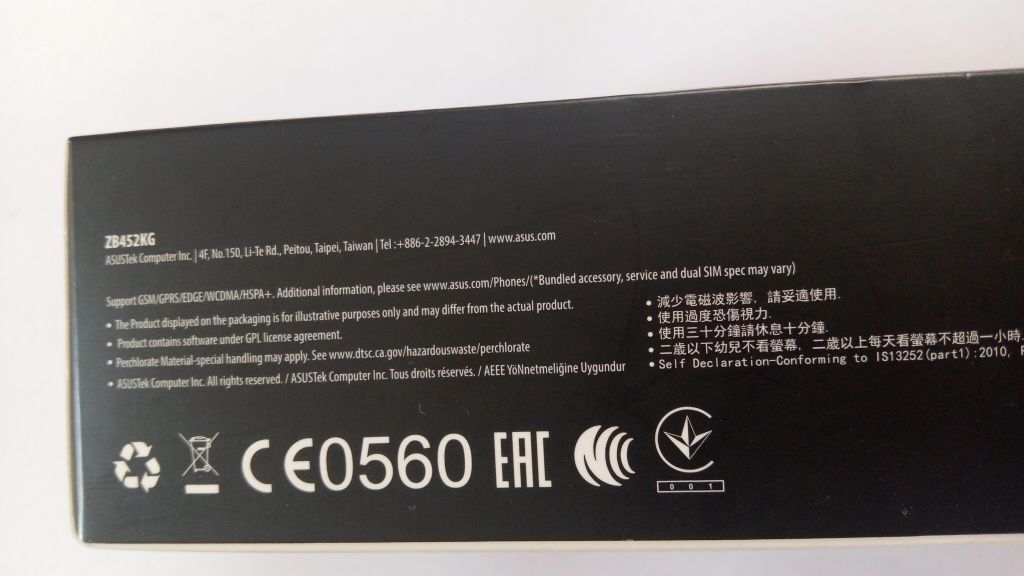 ZB452KG
ASUSTek Computer Inc. | 4F, No.150, Li-Te Rd., Peitou, Taipei, Taiwan | Tel :+886-2-2894-3447 | www.asus.com
Support GSM/GPRS/EDGE/WCDMA/HSPA+. Additional information, please see www.asus.com/Phones/(*Bundled accessory, service and dual SIM spec may vary)
• The Product displayed on the packaging is for illustrative purposes only and may differ from the actual product.
• Product contains software under GPL license agreement.
• Perchlorate Material-special handling may apply. See www.dtsc.ca.gov/hazardouswaste/perchlorate
• ASUSTek Computer Inc. All rights reserved. / ASUSTek Computer Inc. Tous droits réservés. / AEEE YöNnetmeliğine Uygundur
• 減少電磁波影響, 請妥適使用.
• 使用過度恐傷視力.
• 使用三十分鐘請休息十分鐘.
• 二歲以下幼兒不看螢幕, 二歲以上每天看螢幕不超過一小時.
• Self Declaration-Conforming to IS13252(part1):2010,
CE0560 EAC
001